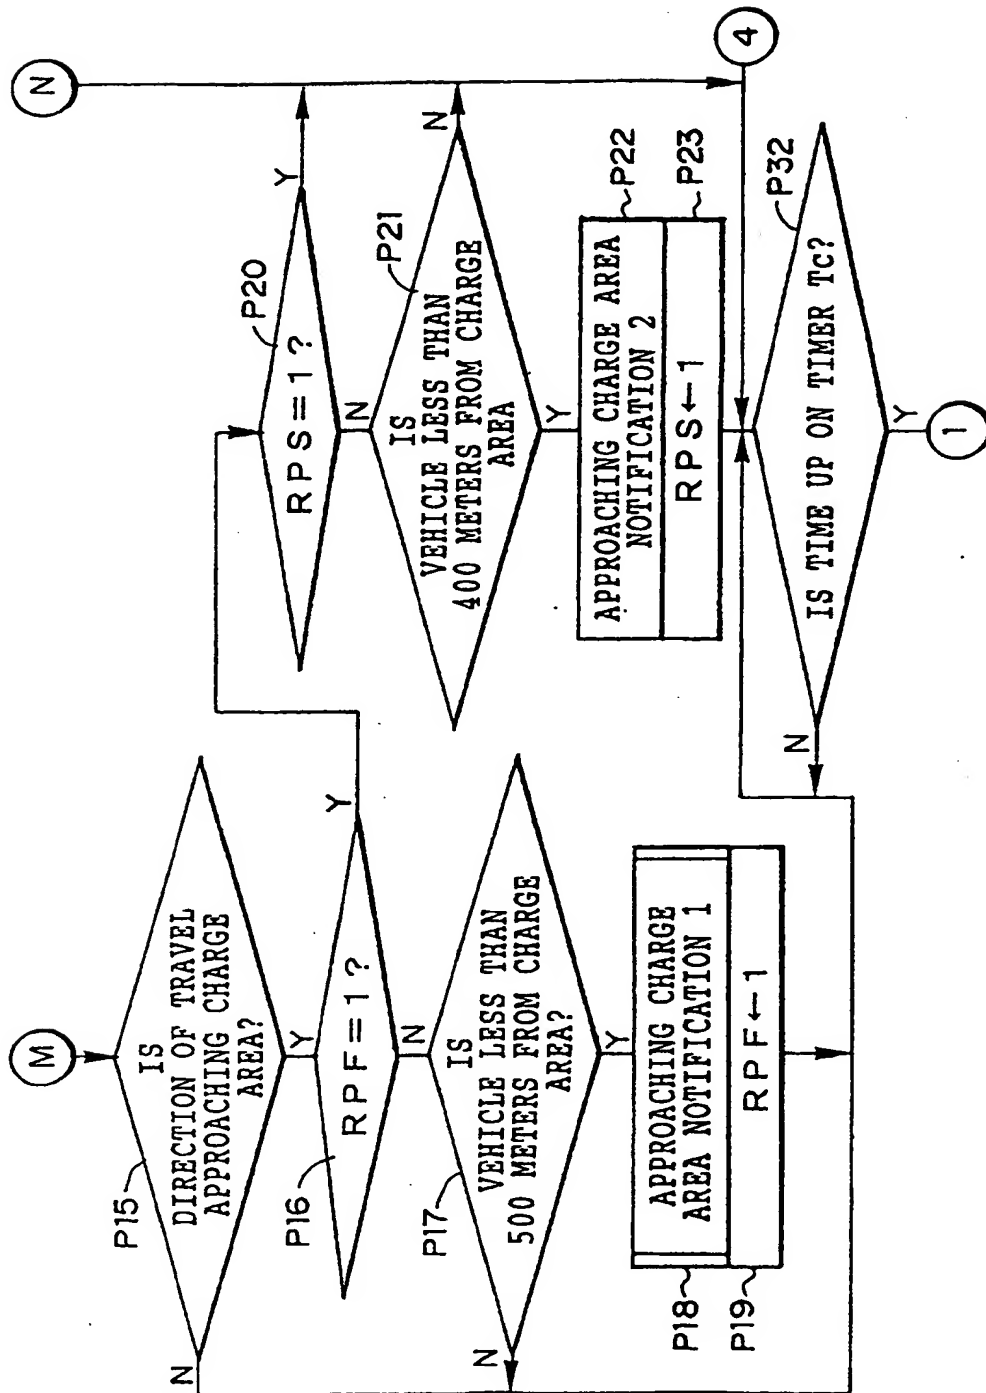 M
P15
IS
DIRECTION OF TRAVEL
APPROACHING CHARGE
AREA?
N
Y
P16
RPF=1?
Y
N
P17
IS
VEHICLE LESS THAN
500 METERS FROM CHARGE
AREA?
N
Y
P18
APPROACHING CHARGE
AREA NOTIFICATION 1
P19
RPF←1
N
P20
RPS=1?
Y
N
P21
IS
VEHICLE LESS THAN
400 METERS FROM CHARGE
AREA
N
Y
P22
APPROACHING CHARGE AREA
NOTIFICATION 2
P23
RPS←1
4
P32
IS TIME UP ON TIMER Tc?
N
Y
1